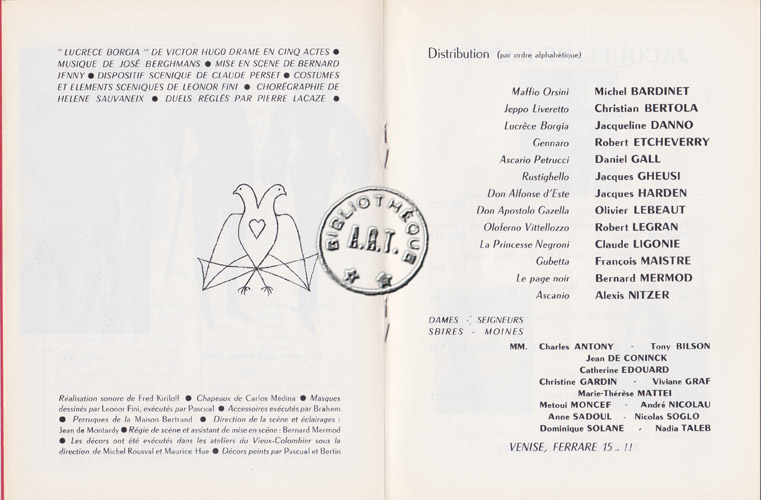 " LUCRECE BORGIA " DE VICTOR HUGO DRAME EN CINQ ACTES ●
MUSIQUE DE JOSÉ BERGHMANS ● MISE EN SCENE DE BERNARD
JENNY ● DISPOSITIF SCENIQUE DE CLAUDE PERSET ● COSTUMES
ET ELEMENTS SCENIQUES DE LEONOR FINI ● CHORÉGRAPHIE DE
HELENE SAUVANEIX ● DUELS RÉGLÉS PAR PIERRE LACAZE ●
Réalisation sonore de Fred Kiriloff ● Chapeaux de Carlos Médina ● Masques
dessinés par Leonor Fini, exécutés par Pascual ● Accessoires exécutés par Brahem
● Perruques de la Maison Bertrand ● Direction de la scène et éclairages :
Jean de Montardy ● Régie de scène et assistant de mise en scène : Bernard Mermod
● Les décors ont été exécutés dans les ateliers du Vieux-Colombier sous la
direction de Michel Rousval et Maurice Hue ● Décors peints par Pascual et Bertin
BIBLIOTHÈQUE
A.R.T.
Distribution (par ordre alphabétique)
Maffio Orsini Michel BARDINET
Jeppo Liveretto Christian BERTOLA
Lucrèce Borgia Jacqueline DANNO
Gennaro Robert ETCHEVERRY
Ascario Petrucci Daniel GALL
Rustighello Jacques GHEUSI
Don Alfonse d'Este Jacques HARDEN
Don Apostolo Gazella Olivier LEBEAUT
Oloferno Vittellozzo Robert LEGRAN
La Princesse Negroni Claude LIGONIE
Gubetta François MAISTRE
Le page noir Bernard MERMOD
Ascanio Alexis NITZER
DAMES - SEIGNEURS
SBIRES - MOINES
MM. Charles ANTONY - Tony BILSON
Jean DE CONINCK
Catherine EDOUARD
Christine GARDIN - Viviane GRAF
Marie-Thérèse MATTEI
Metoui MONCEF - André NICOLAU
Anne SADOUL - Nicolas SOGLO
Dominique SOLANE - Nadia TALEB
VENISE, FERRARE 15 .. !!